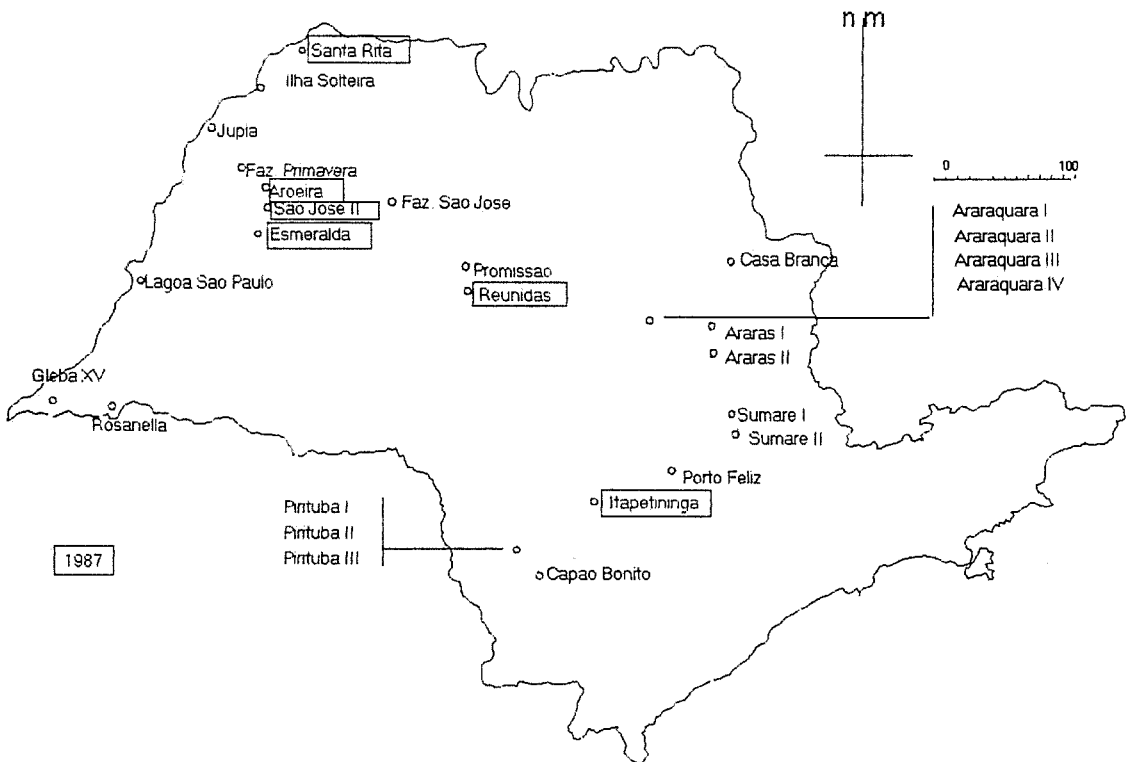 n m
Santa Rita
Ilha Solteira
Jupia
Faz. Primavera
Aroeira
Sao Jose II
Faz. Sao Jose
Esmeralda
0 100
Araraquara I
Araraquara II
Araraquara III
Araraquara IV
Casa Branca
Promissao
Lagoa Sao Paulo
Reunidas
Araras I
Araras II
Gleba XV
Rosanella
Sumare I
Sumare II
Porto Feliz
Itapetininga
Pirituba I
Pirituba II
Pirituba III
1987
Capao Bonito